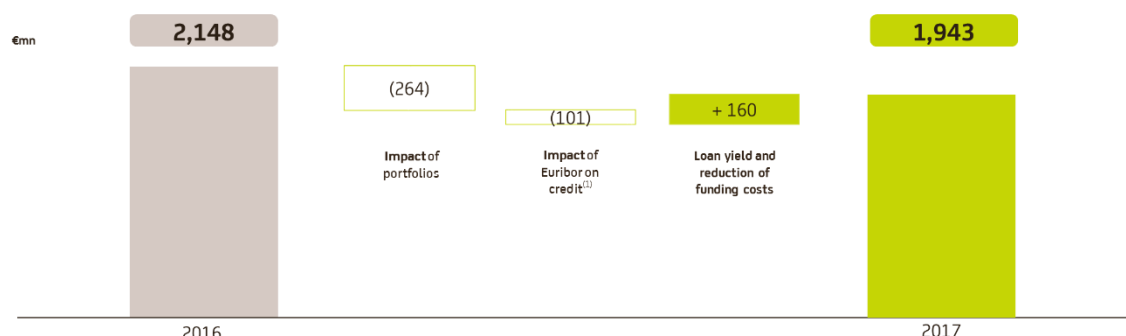 €mn
2,148
1,943
(264)
(101)
+ 160
Impact of
portfolios
Impact of
Euribor on
credit(1)
Loan yield and
reduction of
funding costs
2016
2017